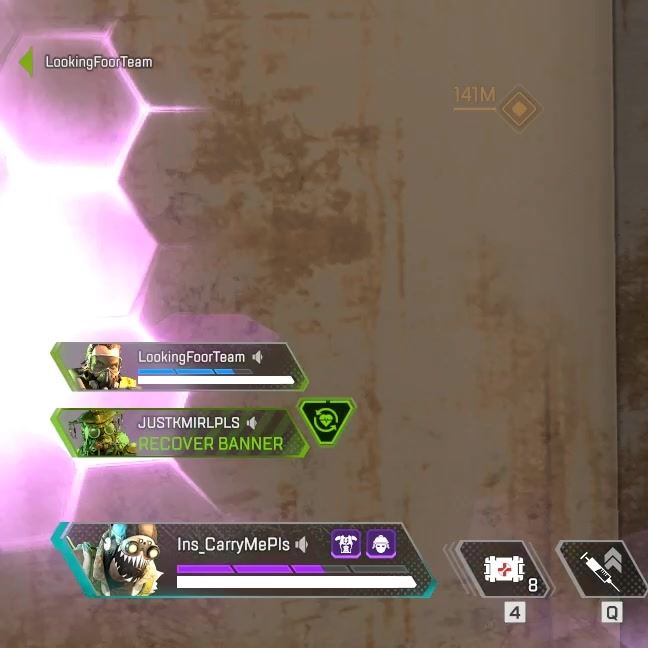 LookingFoorTeam
141M
LookingFoorTeam
JUSTKMIRLPLS
RECOVER BANNER
Ins_CarryMePls
8
4
Q